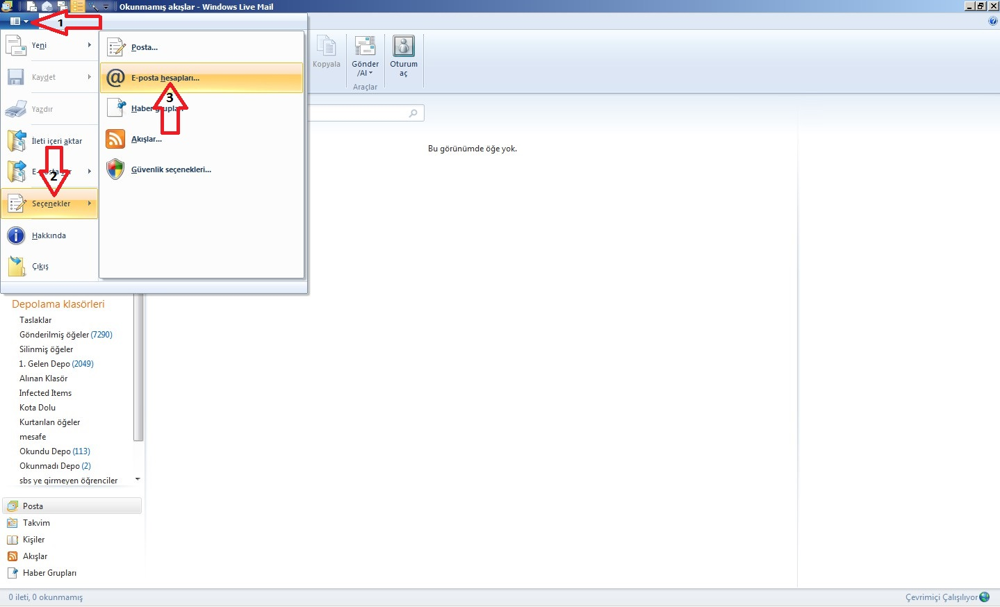 Okunmamış akışlar - Windows Live Mail
1
Yeni
Kaydet
Yazdır
İleti içeri aktar
2
Seçenekler
Hakkında
Çıkış
Posta...
E-posta hesapları...
3
Haber grupları
Akışlar...
Güvenlik seçenekleri...
Kopyala
Gönder
/Al
Oturum
aç
Araçlar
Bu görünümde öğe yok.
Depolama klasörleri
Taslaklar
Gönderilmiş öğeler (7290)
Silinmiş öğeler
1. Gelen Depo (2049)
Alınan Klasör
Infected Items
Kota Dolu
Kurtarılan öğeler
mesafe
Okundu Depo (113)
Okunmadı Depo (2)
sbs ye girmeyen öğrenciler
Posta
Takvim
Kişiler
Akışlar
Haber Grupları
0 ileti, 0 okunmamış
Çevrimiçi Çalışılıyor